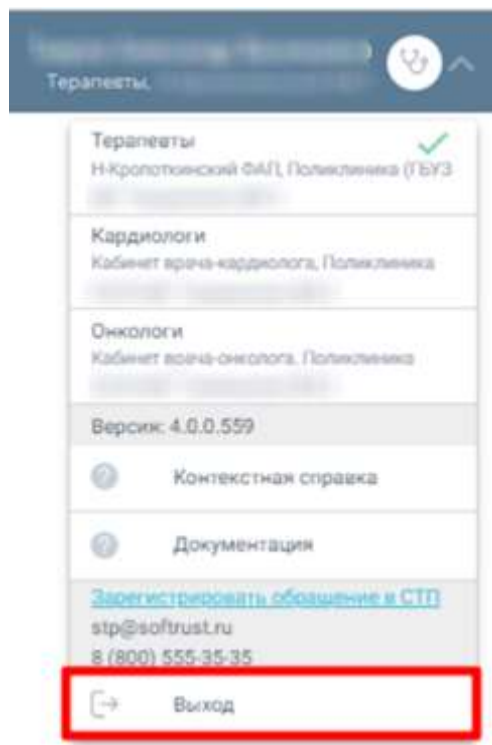 Терапевты,
Терапевты
Н-Кропоткинский ФАП, Поликлиника (ГБУЗ
Кардиологи
Кабинет врача-кардиолога, Поликлиника
Онкологи
Кабинет врача-онколога, Поликлиника
Версия: 4.0.0.559
Контекстная справка
Документация
Зарегистрировать обращение в СТП
stp@softrust.ru
8 (800) 555-35-35
Выход